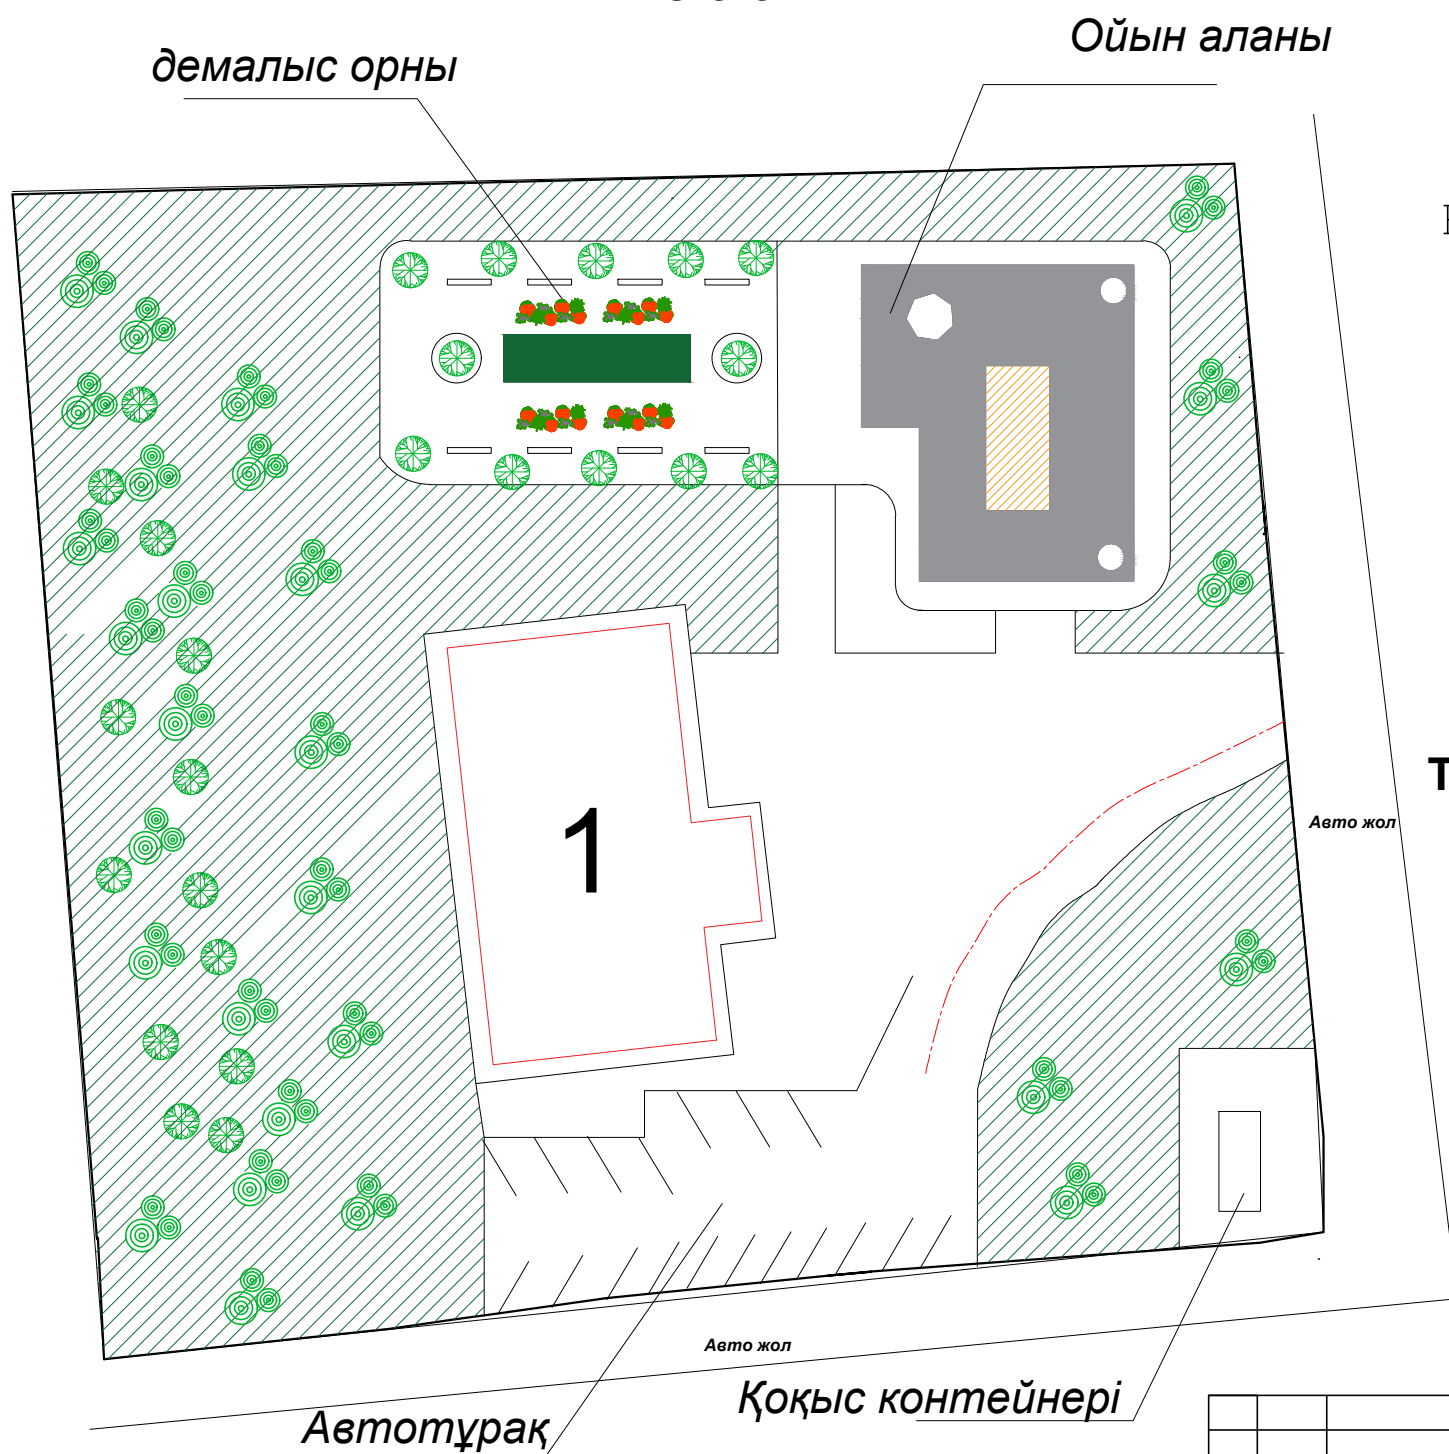 Ойын аланы
демалыс орны
1
Авто жол
Авто жол
Қоқыс контейнері
Автотұрақ